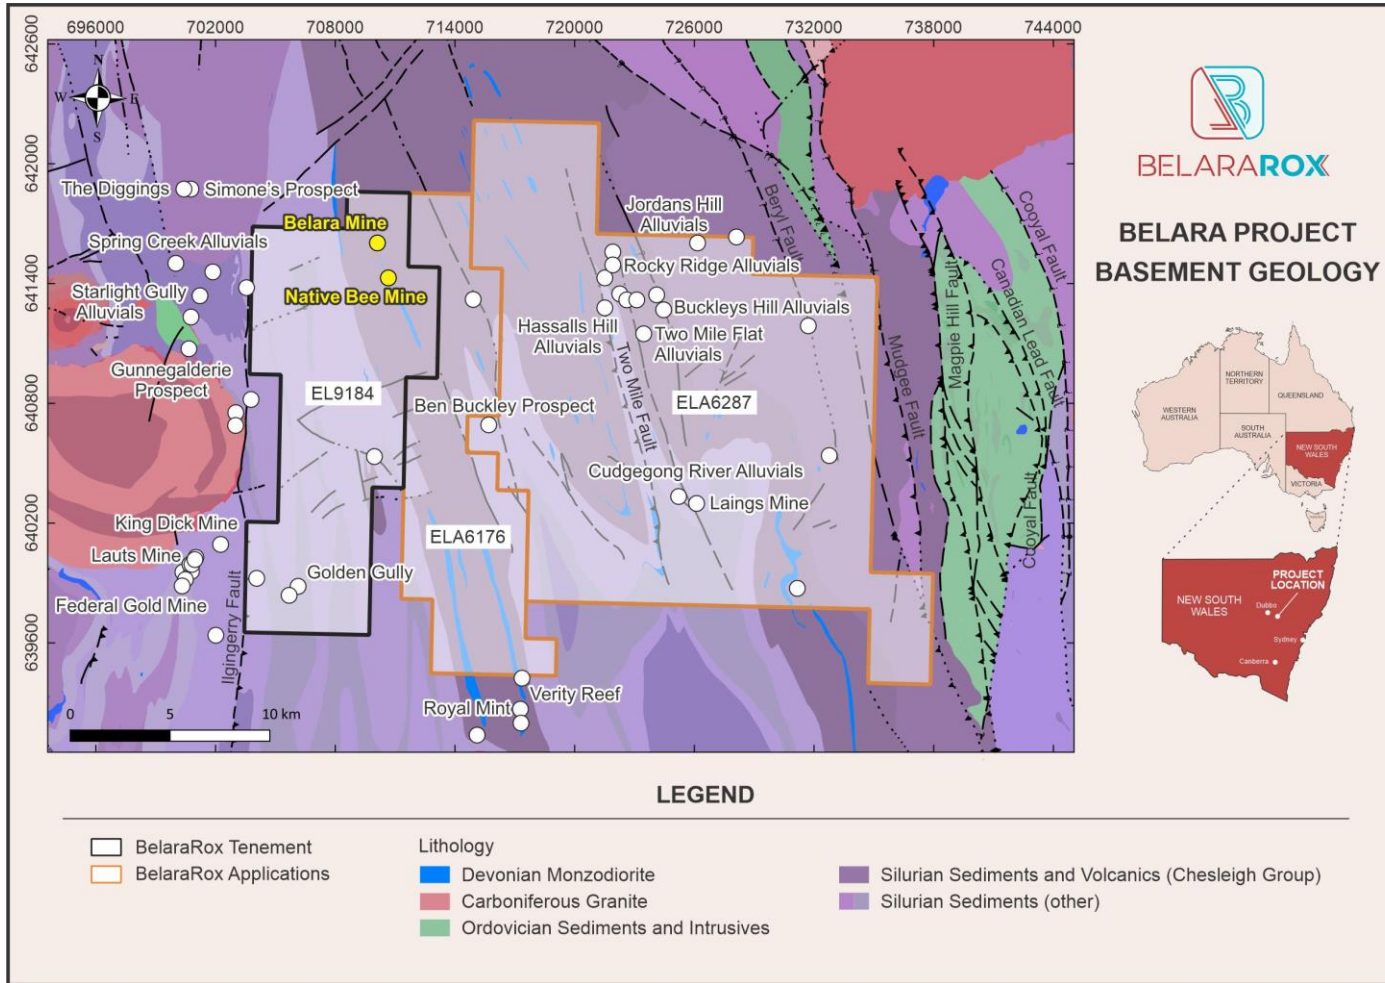 696000 702000 708000 714000 720000 726000 732000 738000 744000
642600
642000
641400
640800
640200
639600
N
W E
S
The Diggings
Simone's Prospect
Belara Mine
Spring Creek Alluvials
Native Bee Mine
Starlight Gully
Alluvials
Gunnegalderie
Prospect
EL9184
Jordans Hill
Alluvials
Rocky Ridge Alluvials
Buckleys Hill Alluvials
Hassalls Hill
Alluvials
Two Mile Flat
Alluvials
Two Mile Fault
ELA6287
Ben Buckley Prospect
Cudgegong River Alluvials
Laings Mine
King Dick Mine
Lauts Mine
Federal Gold Mine
Golden Gully
ELA6176
Ilgingerry Fault
Verity Reef
Royal Mint
Beryl Fault
Mudgee Fault
Magpie Hill Fault
Canadian Lead Fault
Cooyal Fault
Cuoyal Fault
0 5 10 km
BELARAROX
BELARA PROJECT
BASEMENT GEOLOGY
NORTHERN
TERRITORY
QUEENSLAND
WESTERN
AUSTRALIA
SOUTH
AUSTRALIA
NEW SOUTH
WALES
VICTORIA
PROJECT
LOCATION
NEW SOUTH
WALES
Dubbo
Sydney
Canberra
LEGEND
BelaraRox Tenement
BelaraRox Applications
Lithology
Devonian Monzodiorite
Carboniferous Granite
Ordovician Sediments and Intrusives
Silurian Sediments and Volcanics (Chesleigh Group)
Silurian Sediments (other)